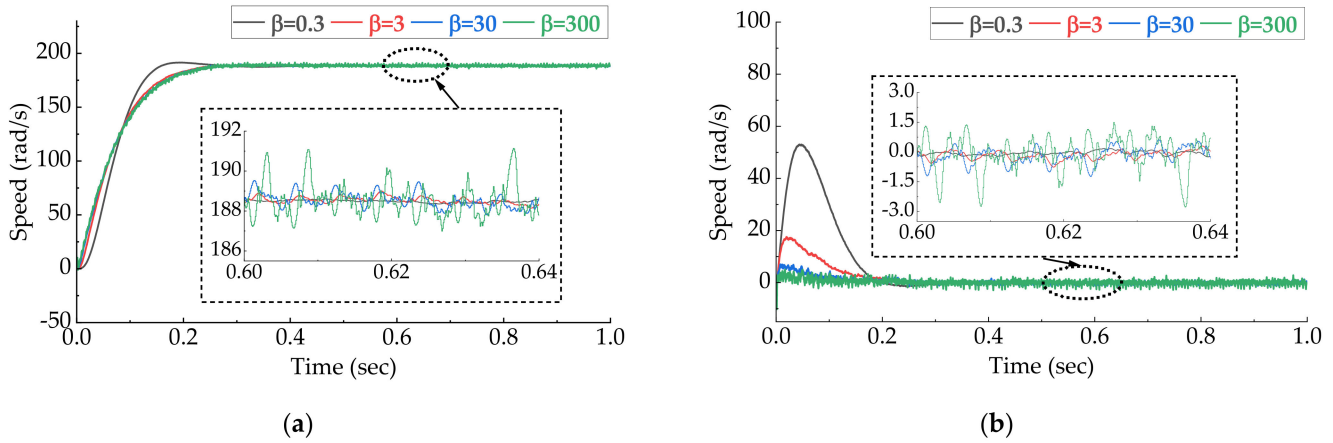 β=0.3 β=3 β=30 β=300
200
150
100
50
0
-50
Speed (rad/s)
192
190
188
186
0.60 0.62 0.64
0.0 0.2 0.4 0.6 0.8 1.0
Time (sec)
(a)
β=0.3 β=3 β=30 β=300
100
80
60
40
20
0
Speed (rad/s)
3.0
1.5
0.0
-1.5
-3.0
0.60 0.62 0.64
0.0 0.2 0.4 0.6 0.8 1.0
Time (sec)
(b)